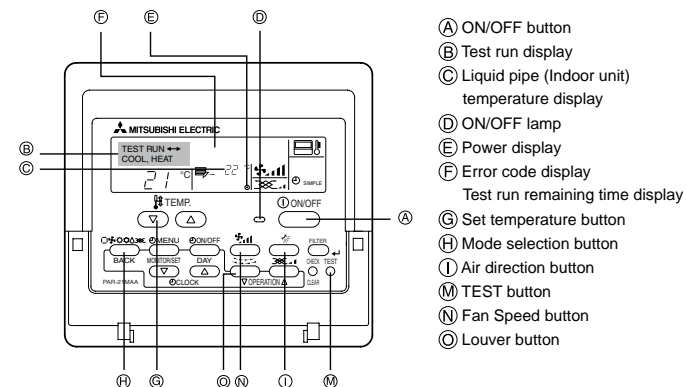 Ⓕ Ⓔ Ⓓ
MITSUBISHI ELECTRIC
Ⓑ TEST RUN ↔
COOL, HEAT
Ⓒ 21 °C 22 °C
SIMPLE
TEMP. ON/OFF
Ⓐ
MENU ON/OFF FILTER
BACK MONITOR/SET DAY CHECK TEST
PAR-21MAA CLOCK ▽OPERATION△ CLEAR
Ⓗ Ⓖ Ⓞ Ⓝ Ⓘ Ⓜ
Ⓐ ON/OFF button
Ⓑ Test run display
Ⓒ Liquid pipe (Indoor unit)
temperature display
Ⓓ ON/OFF lamp
Ⓔ Power display
Ⓕ Error code display
Test run remaining time display
Ⓖ Set temperature button
Ⓗ Mode selection button
Ⓘ Air direction button
Ⓜ TEST button
Ⓝ Fan Speed button
Ⓞ Louver button